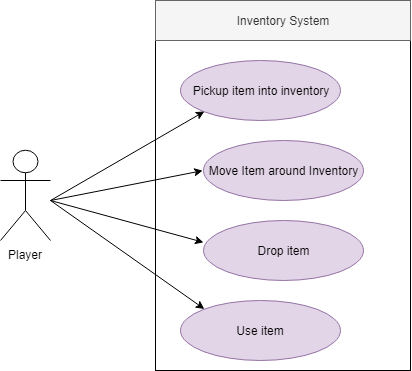 Inventory System
Pickup item into inventory
Move Item around Inventory
Player
Drop item
Use item